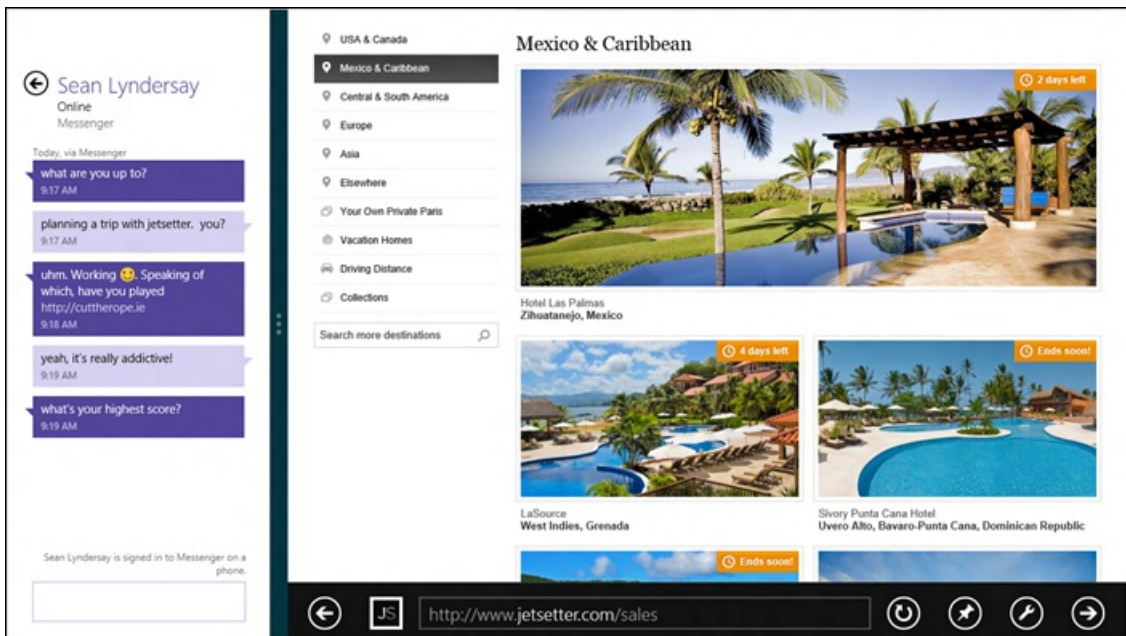 Sean Lyndersay
Online
Messenger
Today, via Messenger
what are you up to?
9:17 AM
planning a trip with jetsetter. you?
9:17 AM
uhm. Working 🙂. Speaking of
which, have you played
http://cuttherope.ie
9:18 AM
yeah, it's really addictive!
9:19 AM
what's your highest score?
9:19 AM
Sean Lyndersay is signed in to Messenger on a
phone.
USA & Canada
Mexico & Caribbean
Central & South America
Europe
Asia
Elsewhere
Your Own Private Paris
Vacation Homes
Driving Distance
Collections
Search more destinations
Mexico & Caribbean
2 days left
Hotel Las Palmas
Zihuatanejo, Mexico
4 days left
LaSource
West Indies, Grenada
Ends soon!
Sivory Punta Cana Hotel
Uvero Alto, Bavaro-Punta Cana, Dominican Republic
Ends soon!
JS
http://www.jetsetter.com/sales